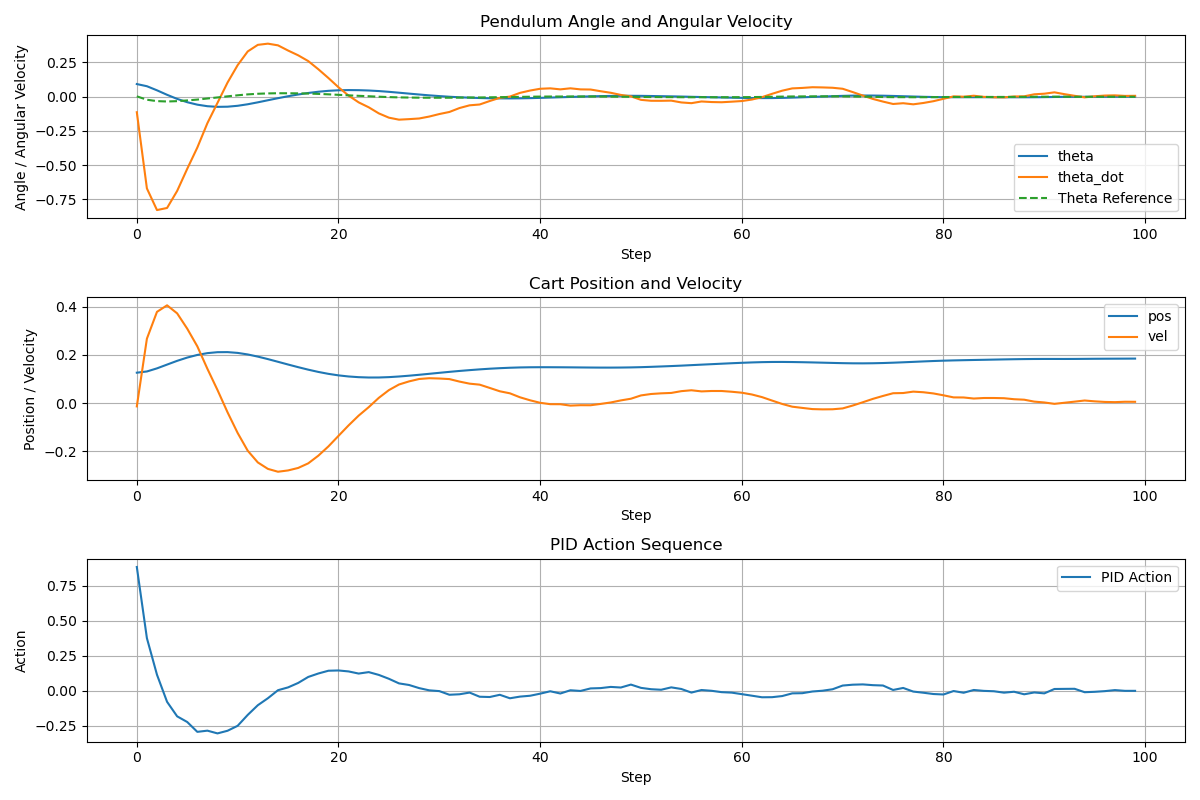 Pendulum Angle and Angular Velocity
Angle / Angular Velocity
0.25
0.00
−0.25
−0.50
−0.75
theta
theta_dot
Theta Reference
0 20 40 60 80 100
Step
Cart Position and Velocity
Position / Velocity
0.4
0.2
0.0
−0.2
pos
vel
0 20 40 60 80 100
Step
PID Action Sequence
Action
0.75
0.50
0.25
0.00
−0.25
PID Action
0 20 40 60 80 100
Step